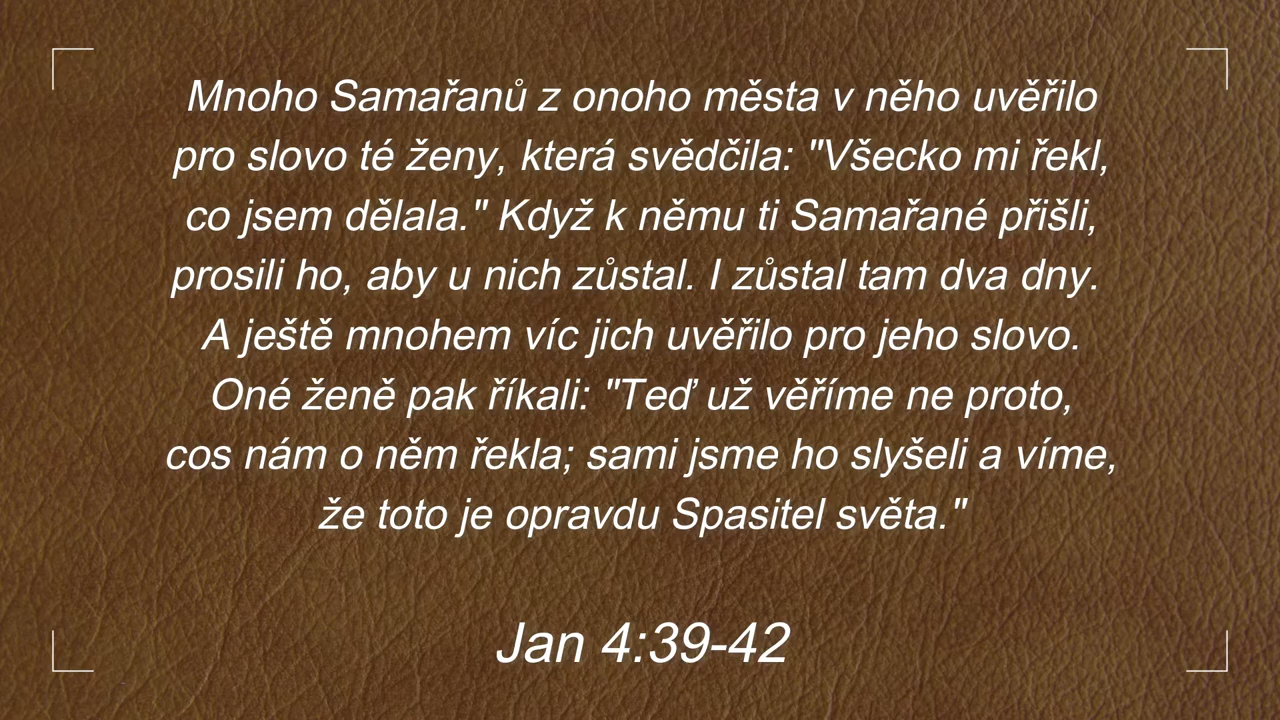 Mnoho Samařanů z onoho města v něho uvěřilo
pro slovo té ženy, která svědčila: "Všecko mi řekl,
co jsem dělala." Když k němu ti Samařané přišli,
prosili ho, aby u nich zůstal. I zůstal tam dva dny.
A ještě mnohem víc jich uvěřilo pro jeho slovo.
Oné ženě pak říkali: "Teď už věříme ne proto,
cos nám o něm řekla; sami jsme ho slyšeli a víme,
že toto je opravdu Spasitel světa."
Jan 4:39-42